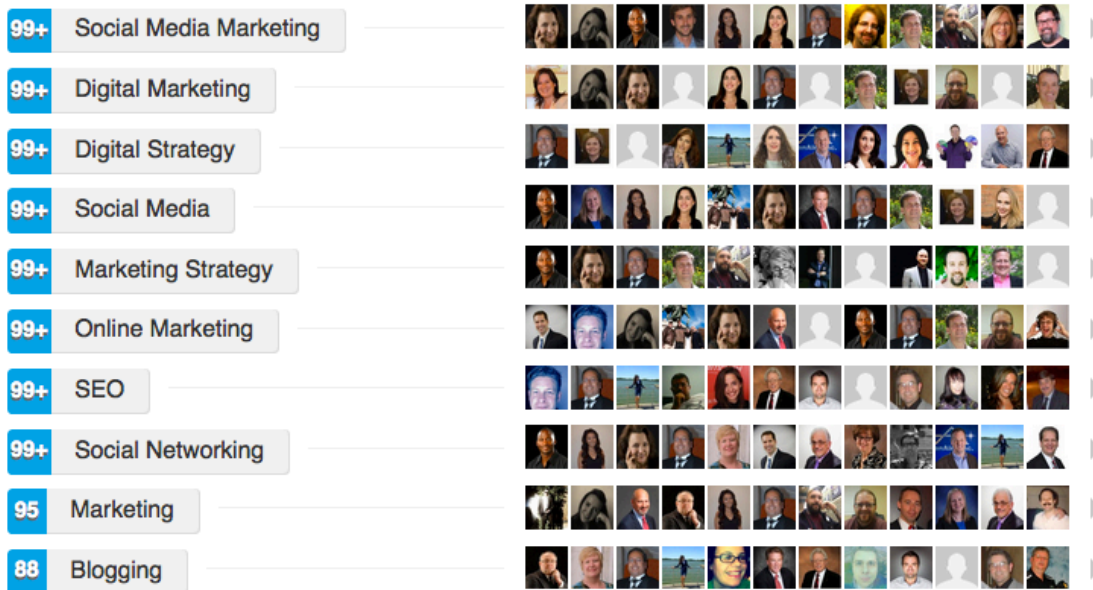 99+ Social Media Marketing
99+ Digital Marketing
99+ Digital Strategy
99+ Social Media
99+ Marketing Strategy
99+ Online Marketing
99+ SEO
99+ Social Networking
95 Marketing
88 Blogging